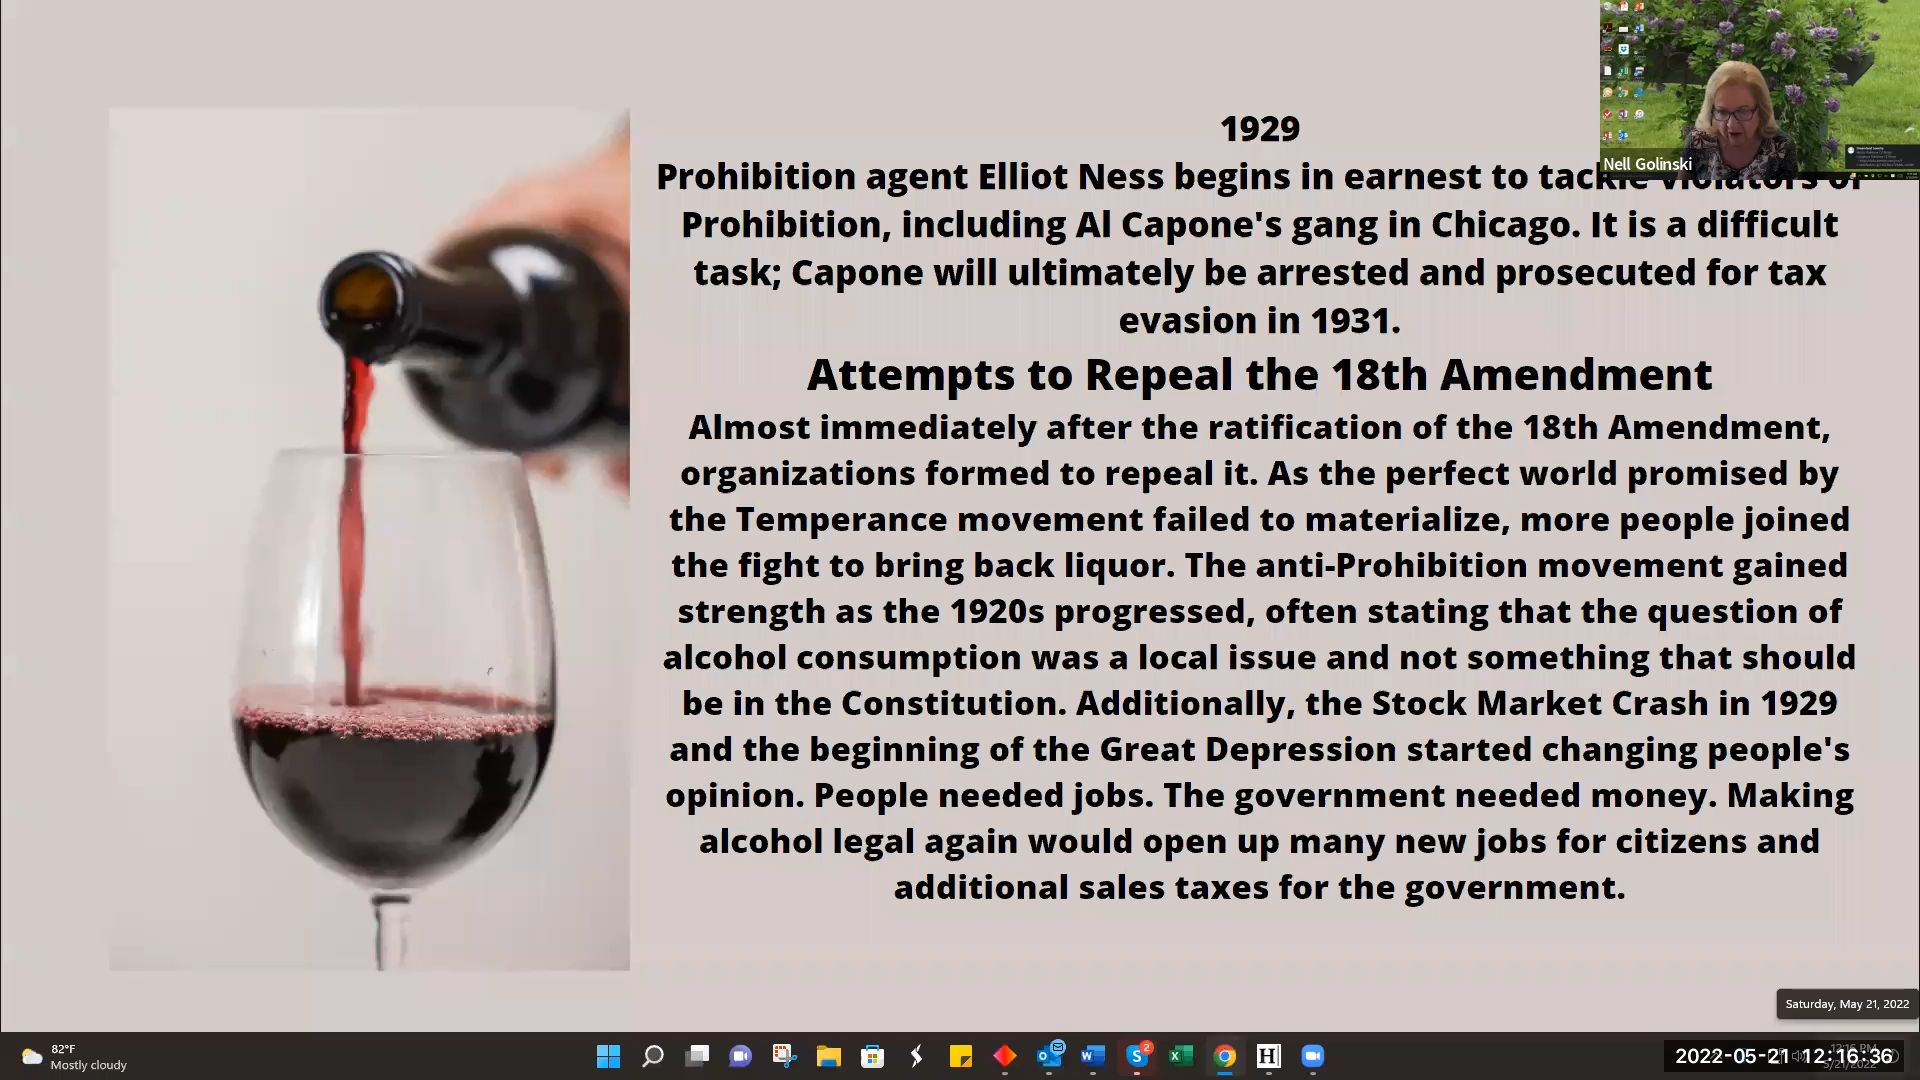 1929
Prohibition agent Elliot Ness begins in earnest to tackle violators of
Prohibition, including Al Capone's gang in Chicago. It is a difficult
task; Capone will ultimately be arrested and prosecuted for tax
evasion in 1931.
Attempts to Repeal the 18th Amendment
Almost immediately after the ratification of the 18th Amendment,
organizations formed to repeal it. As the perfect world promised by
the Temperance movement failed to materialize, more people joined
the fight to bring back liquor. The anti-Prohibition movement gained
strength as the 1920s progressed, often stating that the question of
alcohol consumption was a local issue and not something that should
be in the Constitution. Additionally, the Stock Market Crash in 1929
and the beginning of the Great Depression started changing people's
opinion. People needed jobs. The government needed money. Making
alcohol legal again would open up many new jobs for citizens and
additional sales taxes for the government.
Nell Golinski
Saturday, May 21, 2022
82°F
Mostly cloudy
2
H
2022-05-21 12:16:36